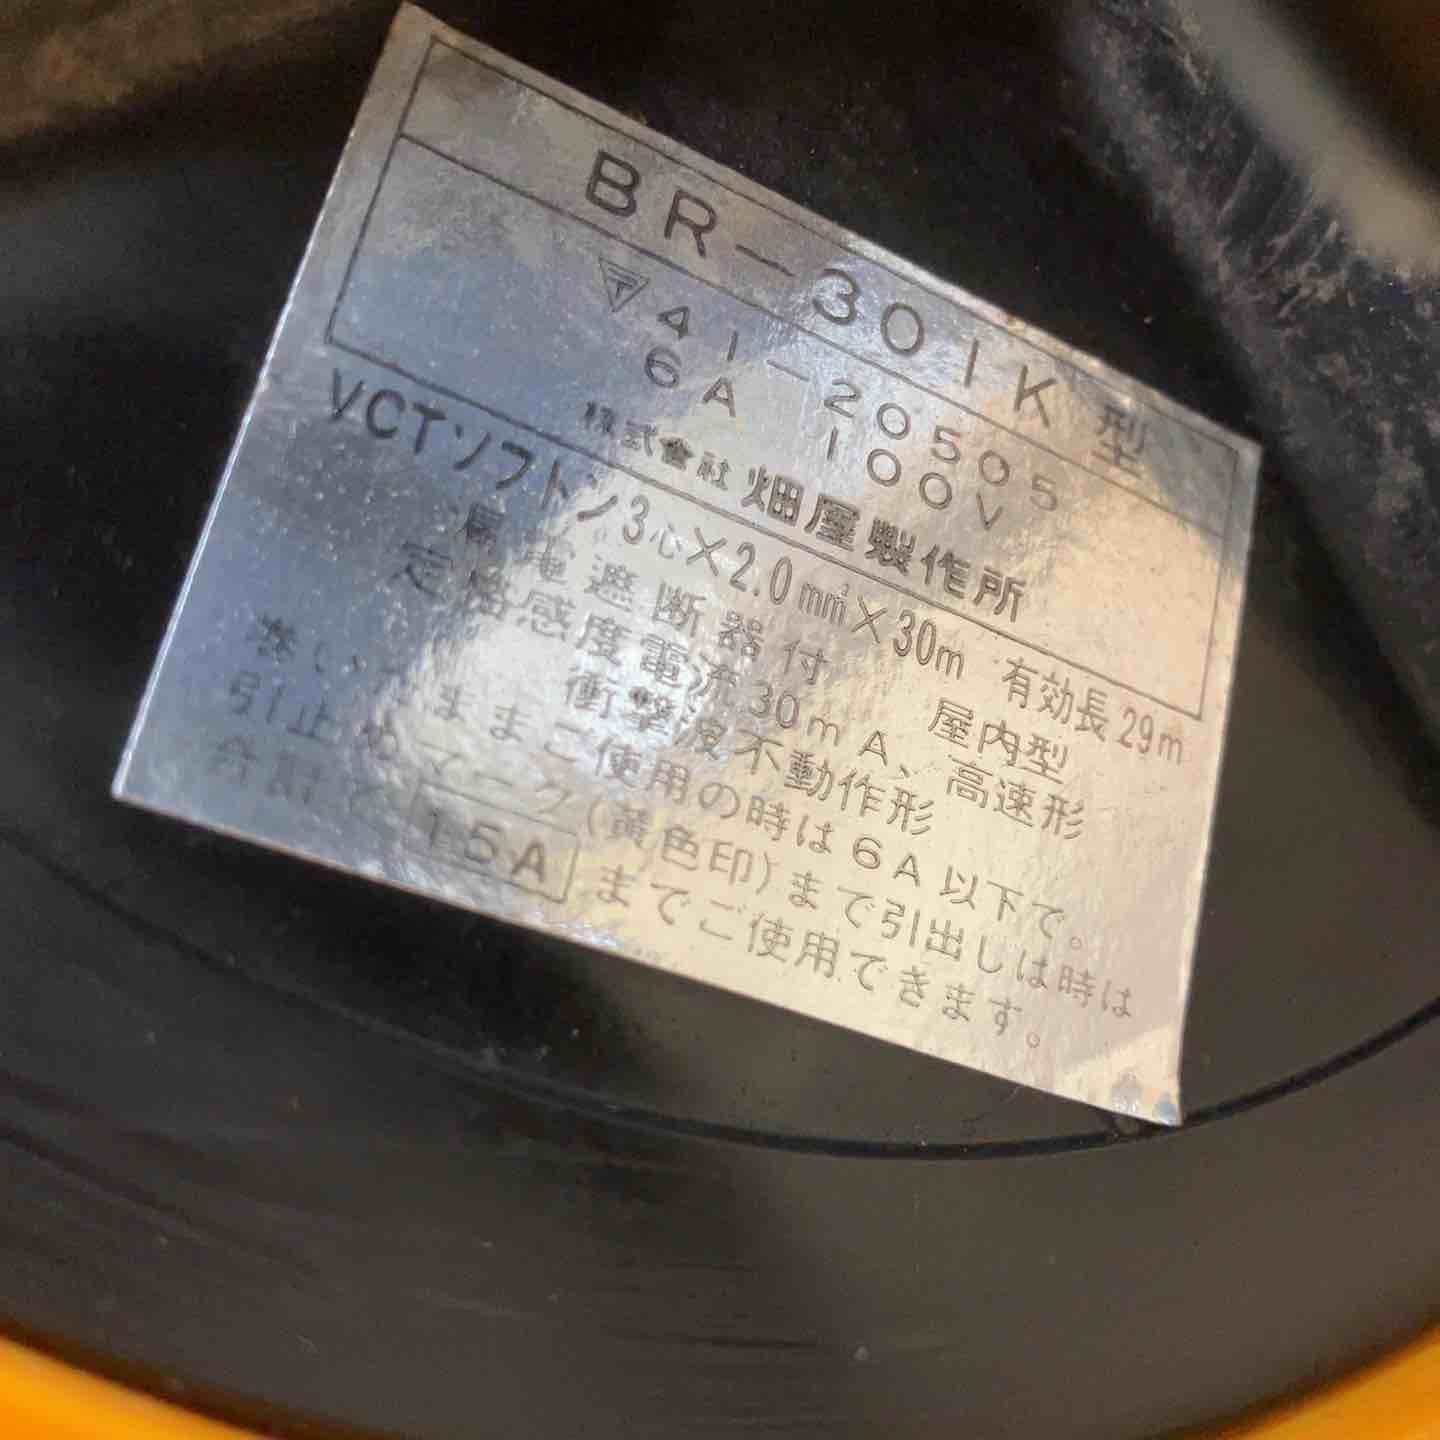 BR-301K 型
41-20505
6A 100V
株式會社 畑屋製作所
VCTソフトン3心×2.0mm²×30m 有効長29m
漏電遮断器付 屋内型
定格感度電流30mA、高速形
衝撃波不動作形
巻いたままご使用の時は6A以下で。
引止めマーク(黄色印)まで引出しは時は
15A までご使用できます。